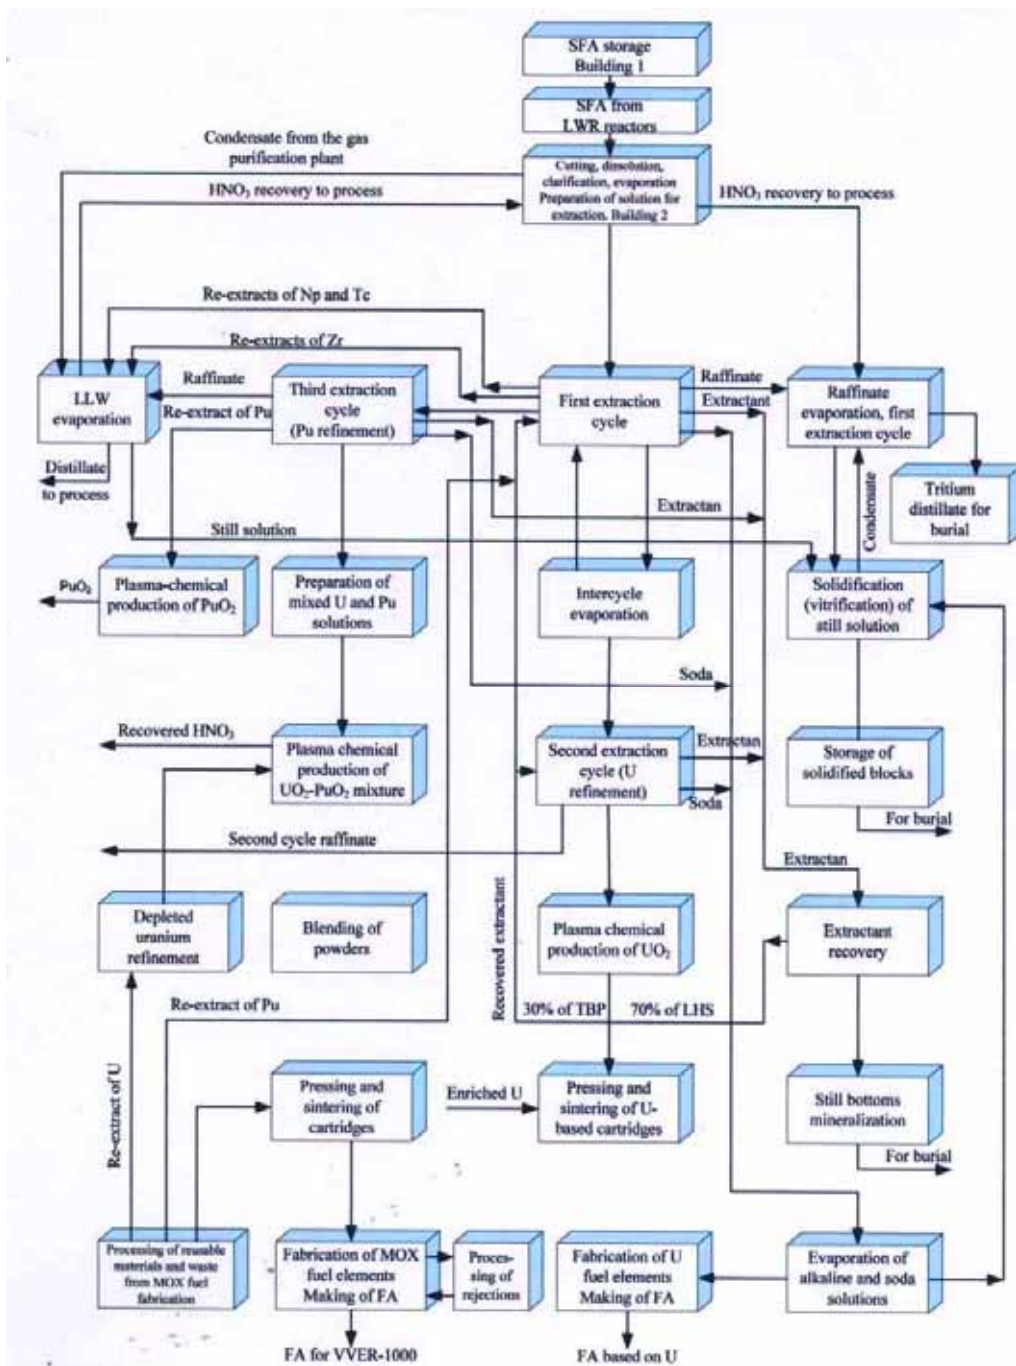 SFA storage
Building 1
SFA from
LWR reactors
Condensate from the gas
purification plant
HNO₃ recovery to process
Cutting, dissolution,
clarification, evaporation
Preparation of solution for
extraction, Building 2
HNO₃ recovery to process
Re-extracts of Np and Tc
Re-extracts of Zr
LLW
evaporation
Raffinate
Re-extract of Pu
Third extraction
cycle
(Pu refinement)
First extraction
cycle
Raffinate
Extractant
Raffinate
evaporation, first
extraction cycle
Distillate
to process
Still solution
Extractan
Condensate
Tritium
distillate for
burial
PuO₂
Plasma-chemical
production of PuO₂
Preparation of
mixed U and Pu
solutions
Intercycle
evaporation
Solidification
(vitrification) of
still solution
Soda
Recovered HNO₃
Plasma chemical
production of
UO₂-PuO₂ mixture
Second extraction
cycle (U
refinement)
Extractan
Soda
Storage of
solidified blocks
For burial
Second cycle raffinate
Extractan
Depleted
uranium
refinement
Blending of
powders
Recovered extractant
Plasma chemical
production of UO₂
Extractant
recovery
Re-extract of Pu
30% of TBP
70% of LHS
Re-extract of U
Pressing and
sintering of
cartridges
Enriched U
Pressing and
sintering of U-
based cartridges
Still bottoms
mineralization
For burial
Processing of reusable
materials and waste
from MOX fuel
fabrication
Fabrication of MOX
fuel elements
Making of FA
Proces-
sing of
rejections
Fabrication of U
fuel elements
Making of FA
Evaporation of
alkaline and soda
solutions
FA for VVER-1000
FA based on U